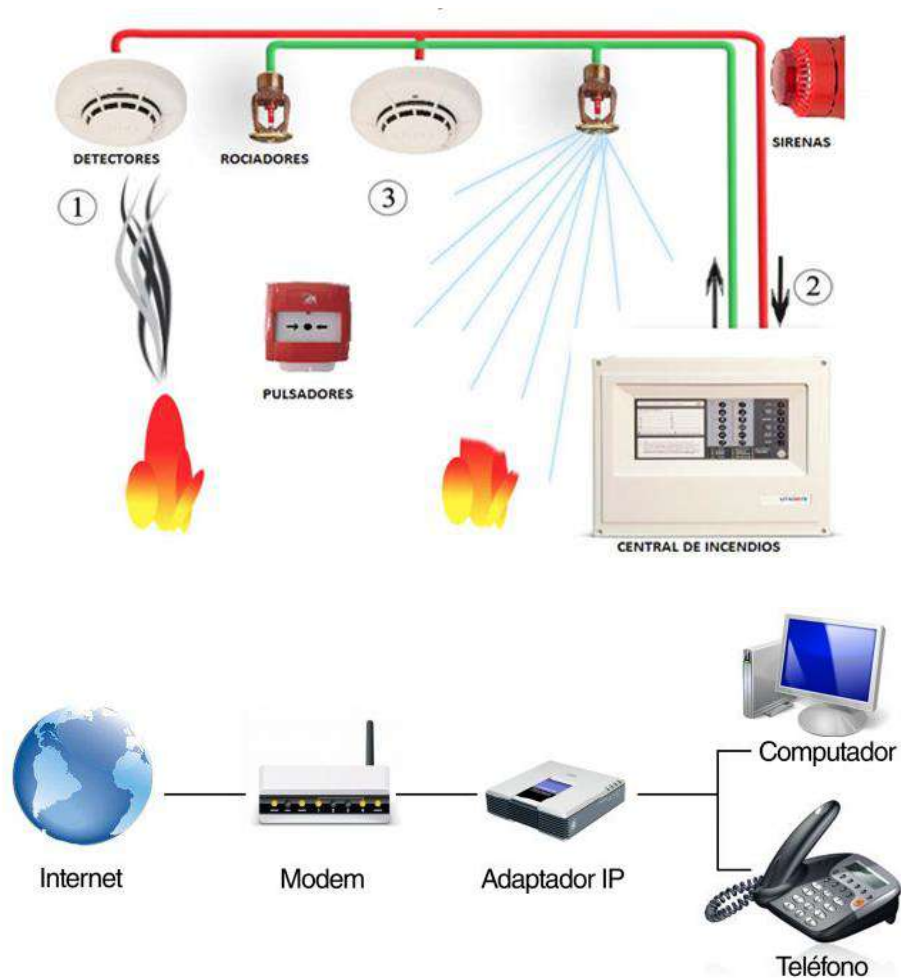 DETECTORES
ROCIADORES
SIRENAS
1
3
2
PULSADORES
CENTRAL DE INCENDIOS
Computador
Internet
Modem
Adaptador IP
Teléfono